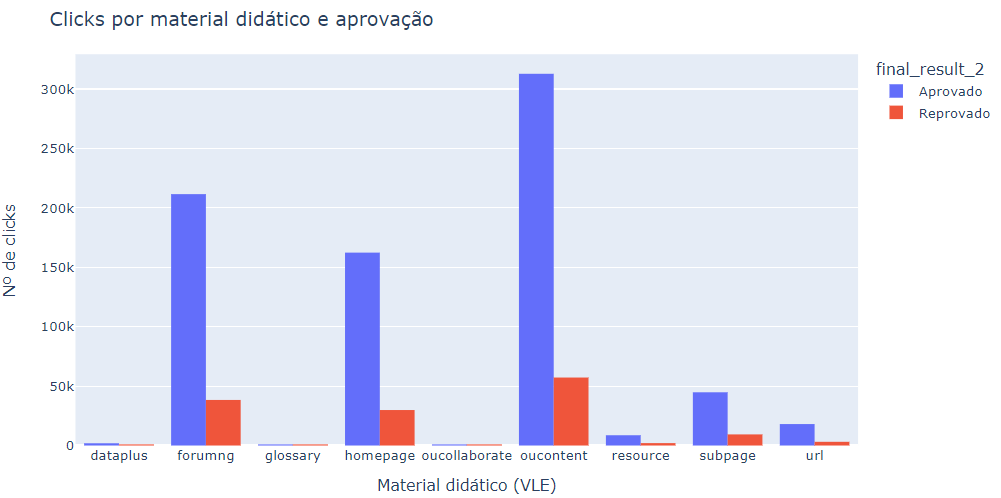 Clicks por material didático e aprovação
final_result_2
Aprovado
Reprovado
Nº de clicks
300k
250k
200k
150k
100k
50k
0
dataplus forumng glossary homepage oucollaborate oucontent resource subpage url
Material didático (VLE)